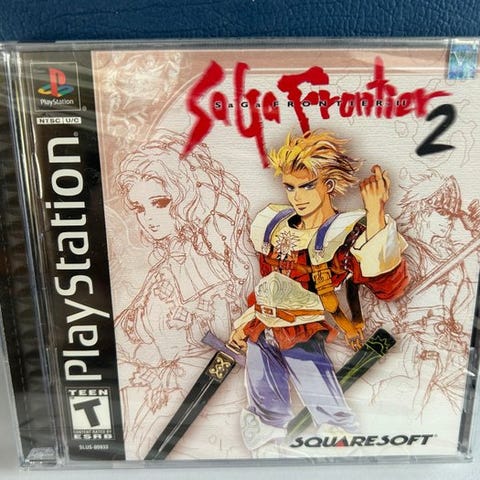 PlayStation
NTSC U/C
PlayStation
TEEN
T
CONTENT RATED BY
ESRB
SLUS-00933
SaGa Frontier 2
SaGa FRONTIER II
SQUARESOFT